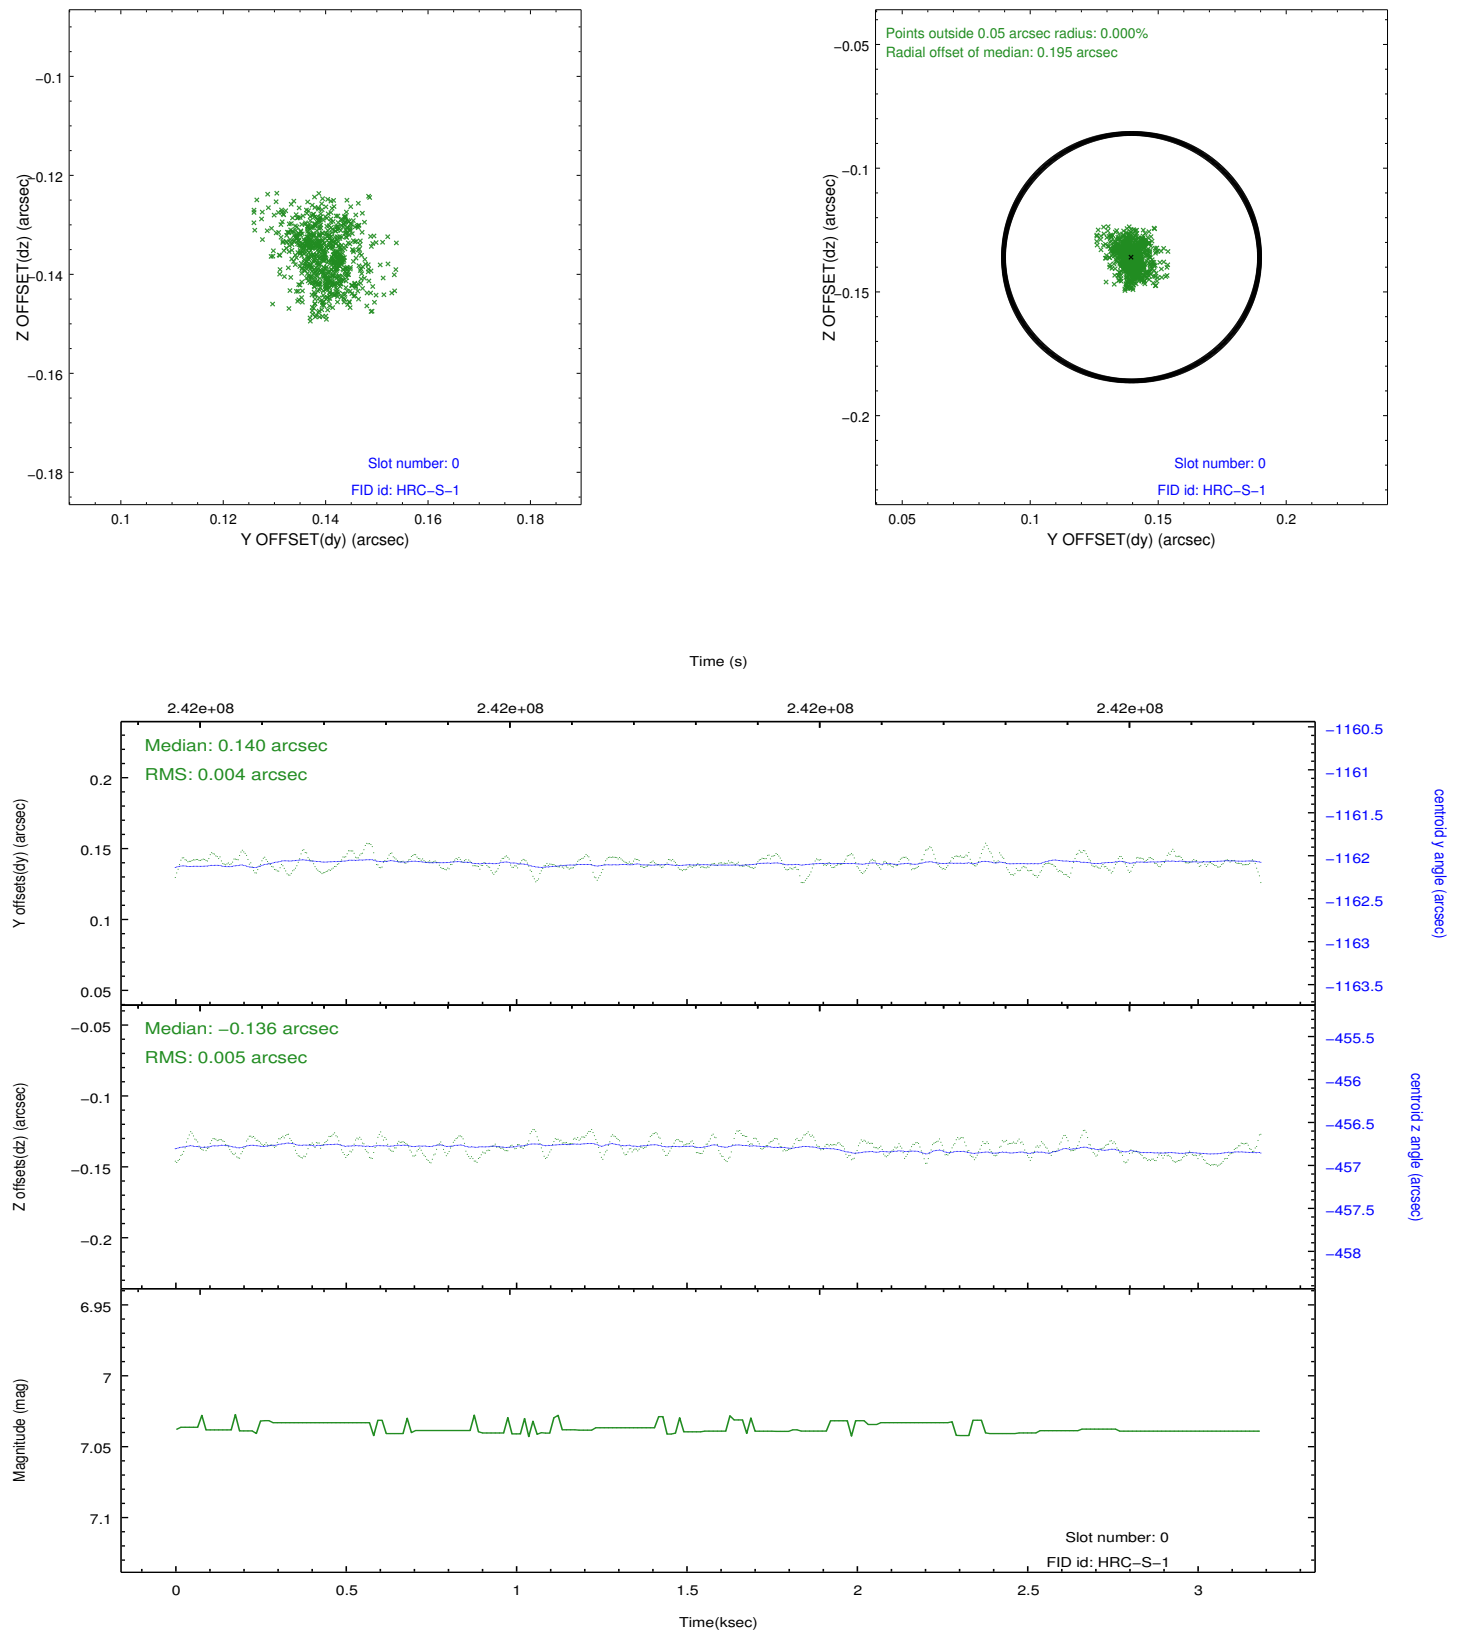 −0.1
−0.12
−0.14
−0.16
−0.18
Z OFFSET(dz) (arcsec)
Slot number: 0
FID id: HRC−S−1
0.1 0.12 0.14 0.16 0.18
Y OFFSET(dy) (arcsec)
Points outside 0.05 arcsec radius: 0.000%
Radial offset of median: 0.195 arcsec
−0.05
−0.1
−0.15
−0.2
Z OFFSET(dz) (arcsec)
Slot number: 0
FID id: HRC−S−1
0.05 0.1 0.15 0.2
Y OFFSET(dy) (arcsec)
Time (s)
2.42e+08 2.42e+08 2.42e+08 2.42e+08
Median: 0.140 arcsec
RMS: 0.004 arcsec
0.2
0.15
0.1
0.05
Y offsets(dy) (arcsec)
−1160.5
−1161
−1161.5
−1162
−1162.5
−1163
−1163.5
centroid y angle (arcsec)
Median: −0.136 arcsec
RMS: 0.005 arcsec
−0.05
−0.1
−0.15
−0.2
Z offsets(dz) (arcsec)
−455.5
−456
−456.5
−457
−457.5
−458
centroid z angle (arcsec)
6.95
7
7.05
7.1
Magnitude (mag)
Slot number: 0
FID id: HRC−S−1
0 0.5 1 1.5 2 2.5 3
Time(ksec)